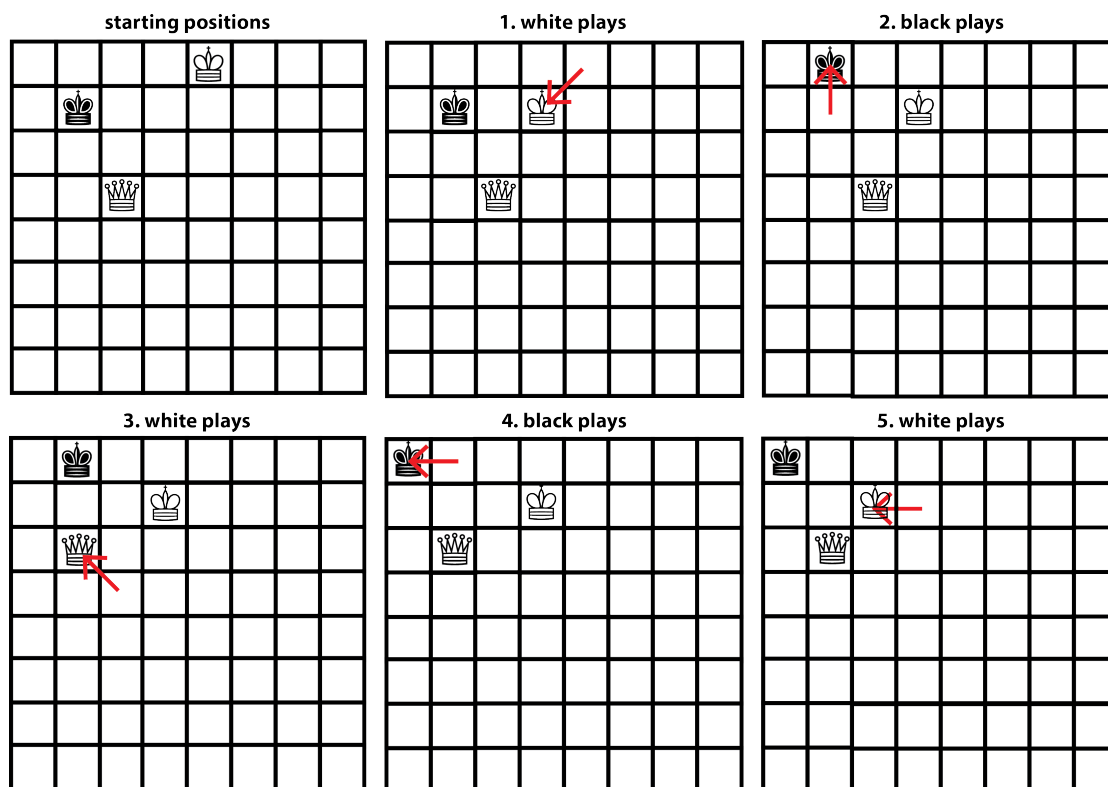 starting positions
1. white plays
2. black plays
3. white plays
4. black plays
5. white plays